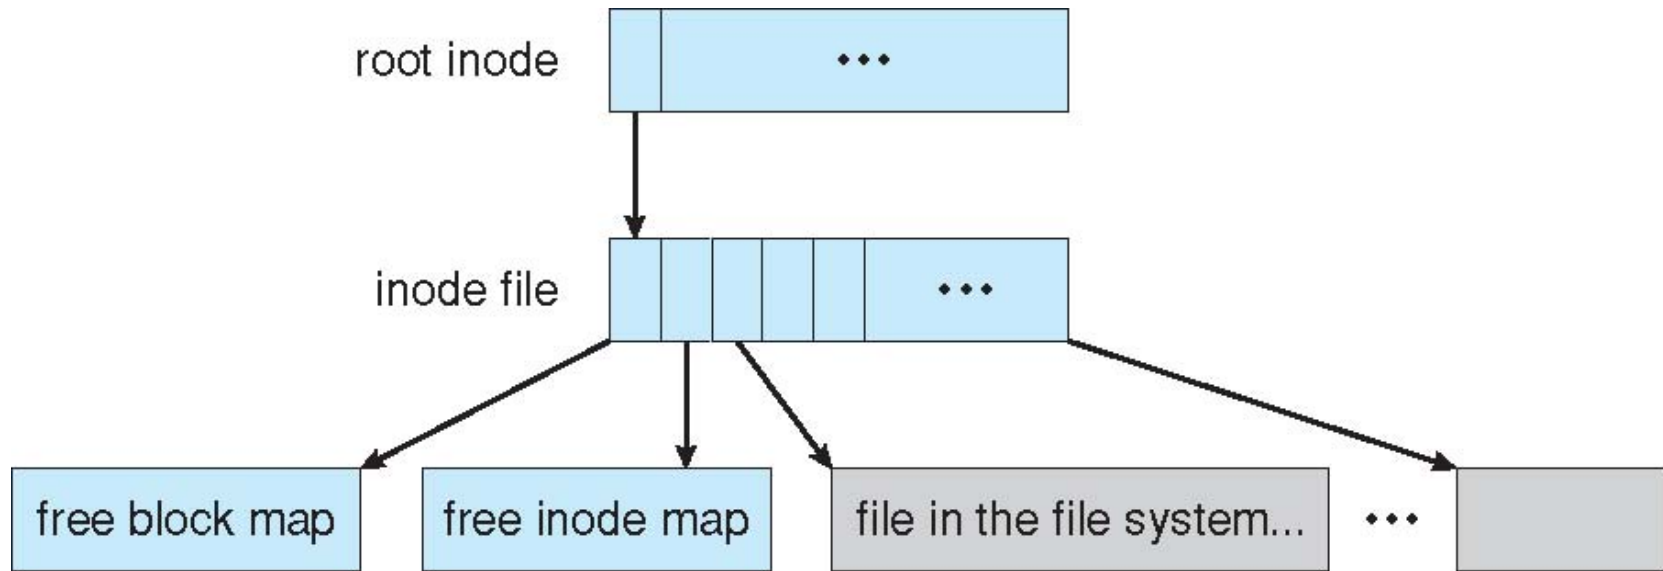 root inode
...
inode file
...
free block map
free inode map
file in the file system...
...